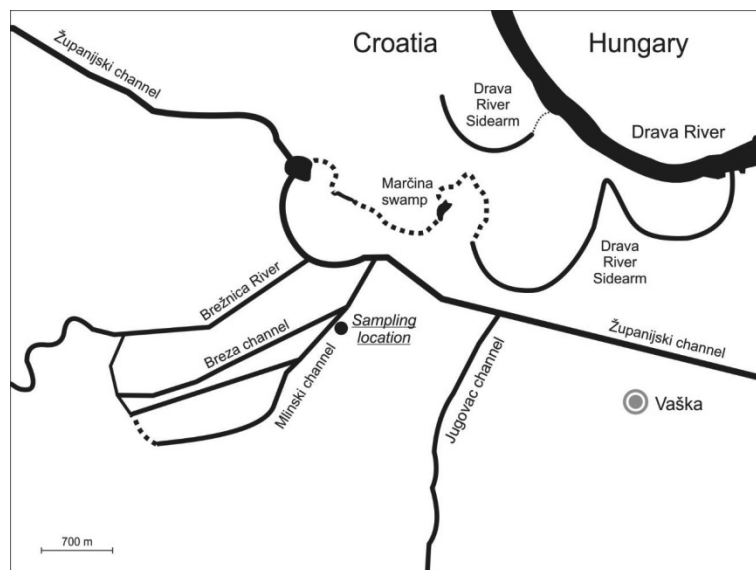 Županijski channel
Croatia
Hungary
Drava
River
Sidearm
Drava River
Marčina
swamp
Drava
River
Sidearm
Brežnica River
Breza channel
Sampling
location
Mlinski channel
Jugovac channel
Županijski channel
Vaška
700 m